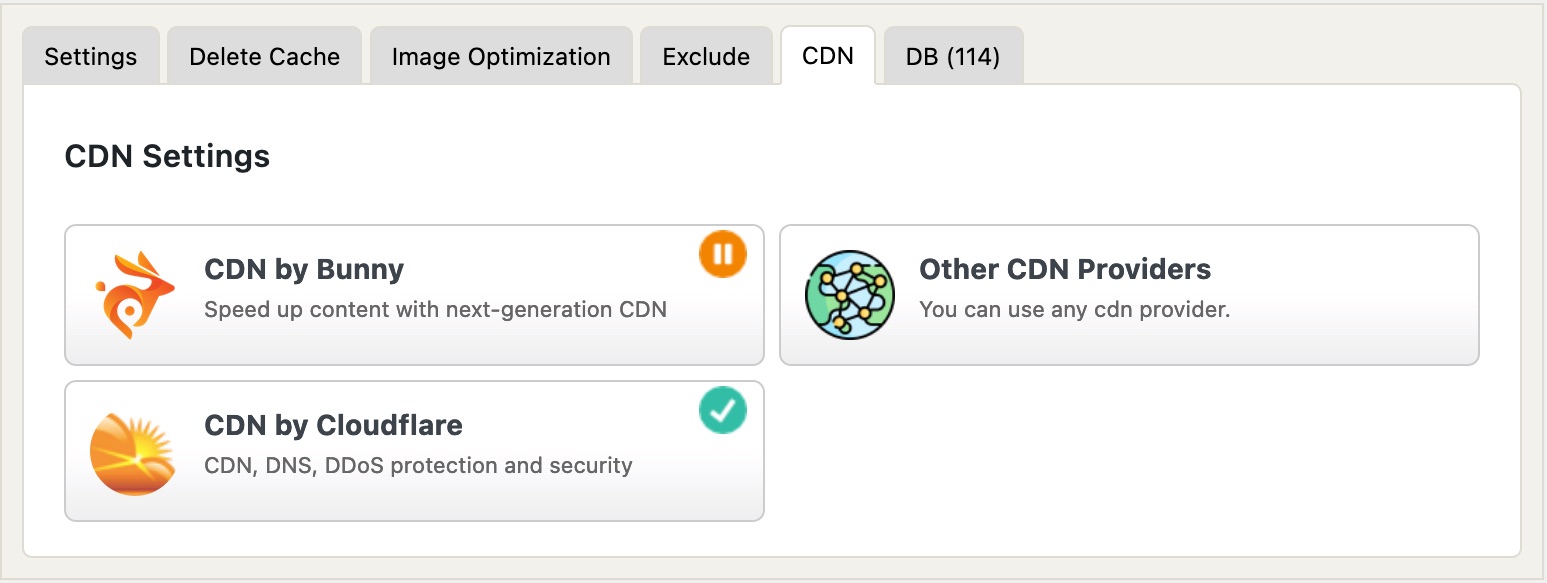 Settings
Delete Cache
Image Optimization
Exclude
CDN
DB (114)
CDN Settings
CDN by Bunny
Speed up content with next-generation CDN
Other CDN Providers
You can use any cdn provider.
CDN by Cloudflare
CDN, DNS, DDoS protection and security